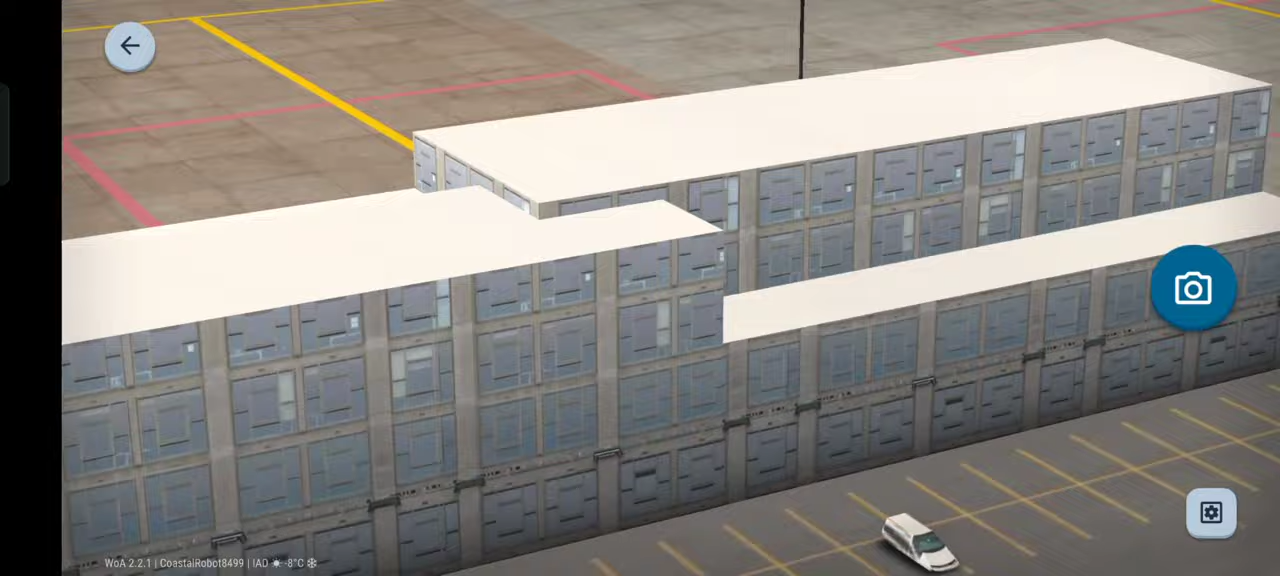 WoA 2.2.1 | CoastalRobot8499 | IAD ☀ -8°C ❄